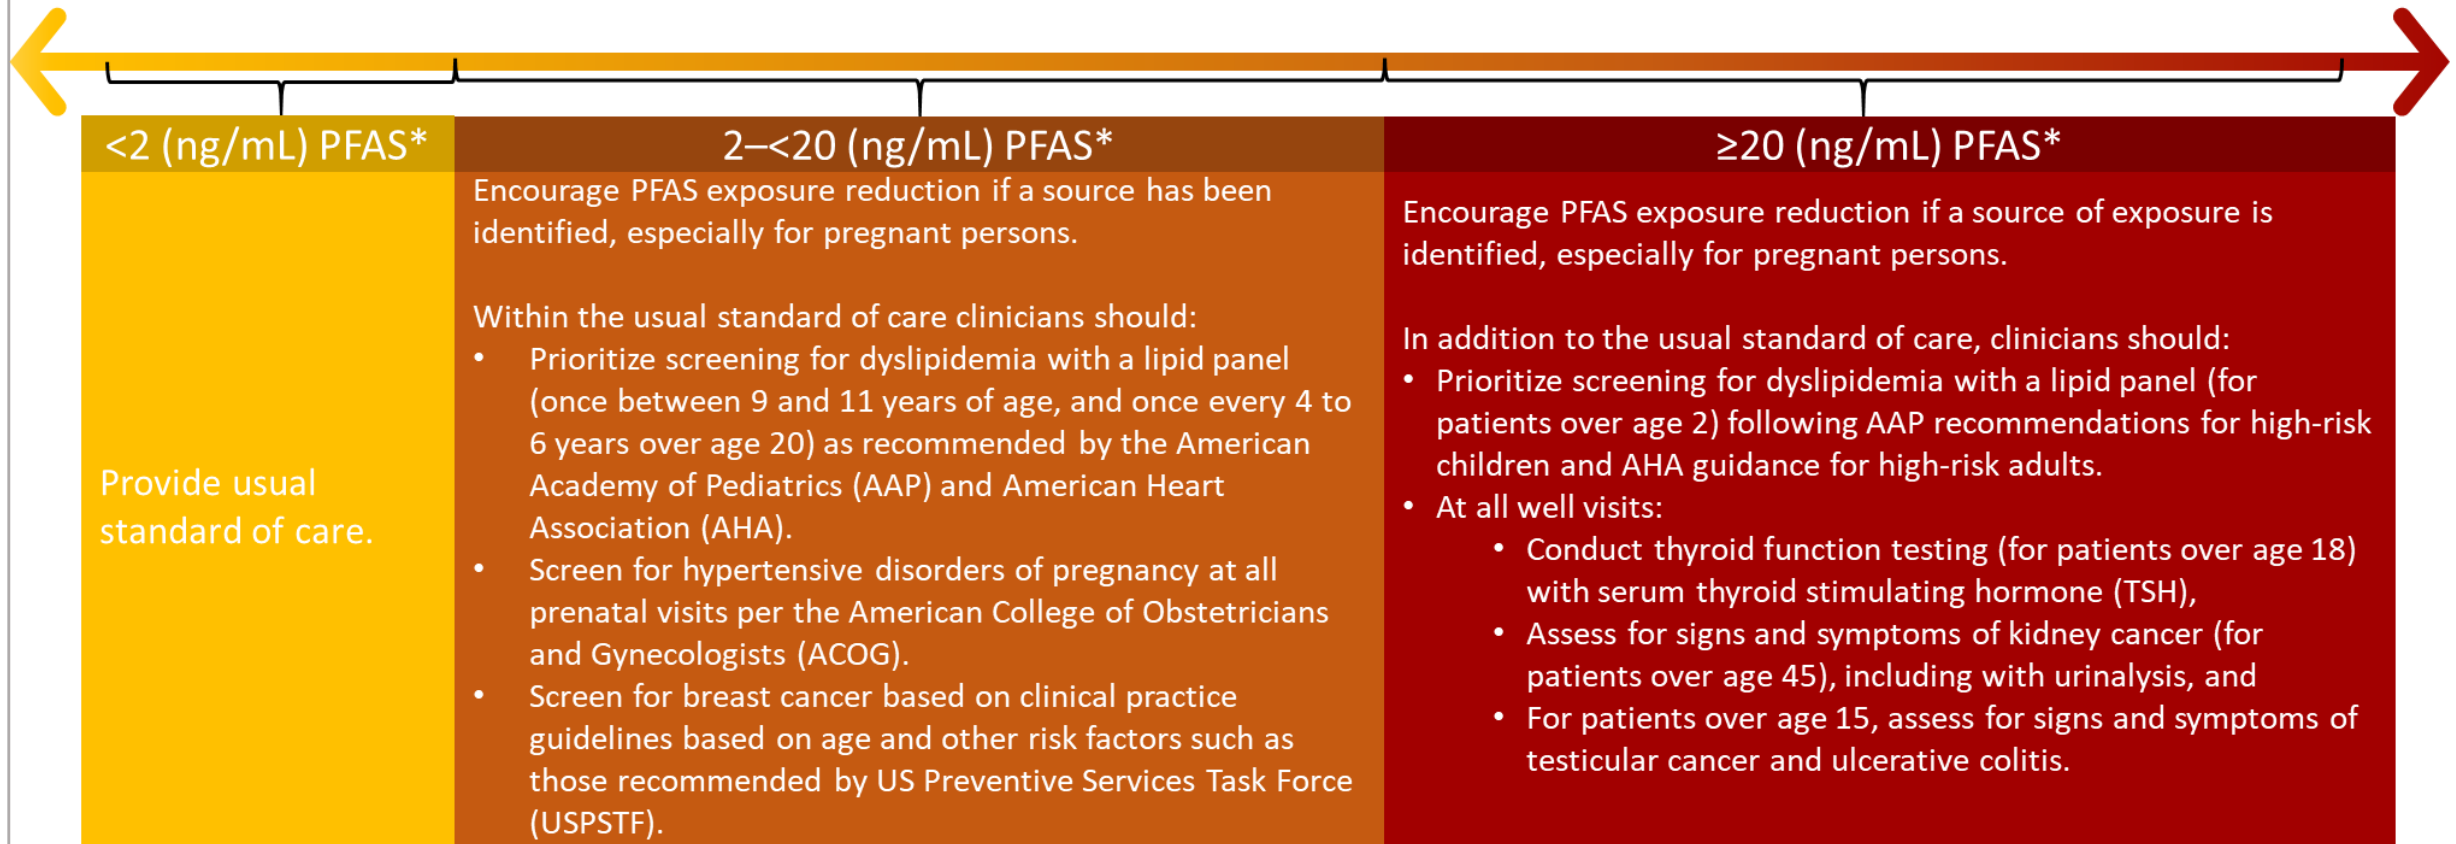 <2 (ng/mL) PFAS*
Provide usual
standard of care.
2–<20 (ng/mL) PFAS*
Encourage PFAS exposure reduction if a source has been
identified, especially for pregnant persons.
Within the usual standard of care clinicians should:
• Prioritize screening for dyslipidemia with a lipid panel
(once between 9 and 11 years of age, and once every 4 to
6 years over age 20) as recommended by the American
Academy of Pediatrics (AAP) and American Heart
Association (AHA).
• Screen for hypertensive disorders of pregnancy at all
prenatal visits per the American College of Obstetricians
and Gynecologists (ACOG).
• Screen for breast cancer based on clinical practice
guidelines based on age and other risk factors such as
those recommended by US Preventive Services Task Force
(USPSTF).
≥20 (ng/mL) PFAS*
Encourage PFAS exposure reduction if a source of exposure is
identified, especially for pregnant persons.
In addition to the usual standard of care, clinicians should:
• Prioritize screening for dyslipidemia with a lipid panel (for
patients over age 2) following AAP recommendations for high-risk
children and AHA guidance for high-risk adults.
• At all well visits:
• Conduct thyroid function testing (for patients over age 18)
with serum thyroid stimulating hormone (TSH),
• Assess for signs and symptoms of kidney cancer (for
patients over age 45), including with urinalysis, and
• For patients over age 15, assess for signs and symptoms of
testicular cancer and ulcerative colitis.